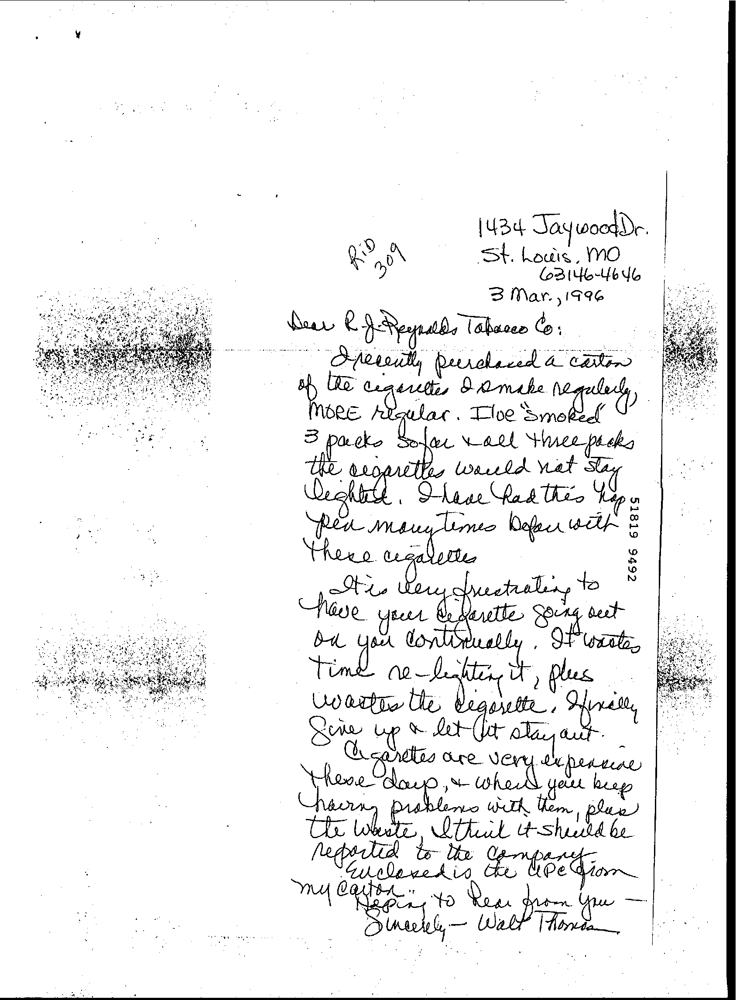 1434 Jaywood Dr.
St. Louis, MO
63146-4646
3 Mar., 1996
RiD
309
Dear R. J. Reynolds Tobacco Co:
I recently purchased a carton
of the cigarettes I smoke regularly,
MORE regular. I've "smoked"
3 packs so far & all three packs
the cigarettes would not stay
lighted. I have had this hap
pen many times before with
these cigarettes
It is very frustrating to
have your cigarette going out
on you continually. It wastes
time re-lighting it, plus
wastes the cigarette. I finally
give up & let it stay out.
Cigarettes are very expensive
these days, & when you keep
having problems with them, plus
the waste, I think it should be
reported to the company.
Enclosed is the UPC from
my carton.
Hoping to hear from you —
Sincerely — Walt Thomas
51819 9492